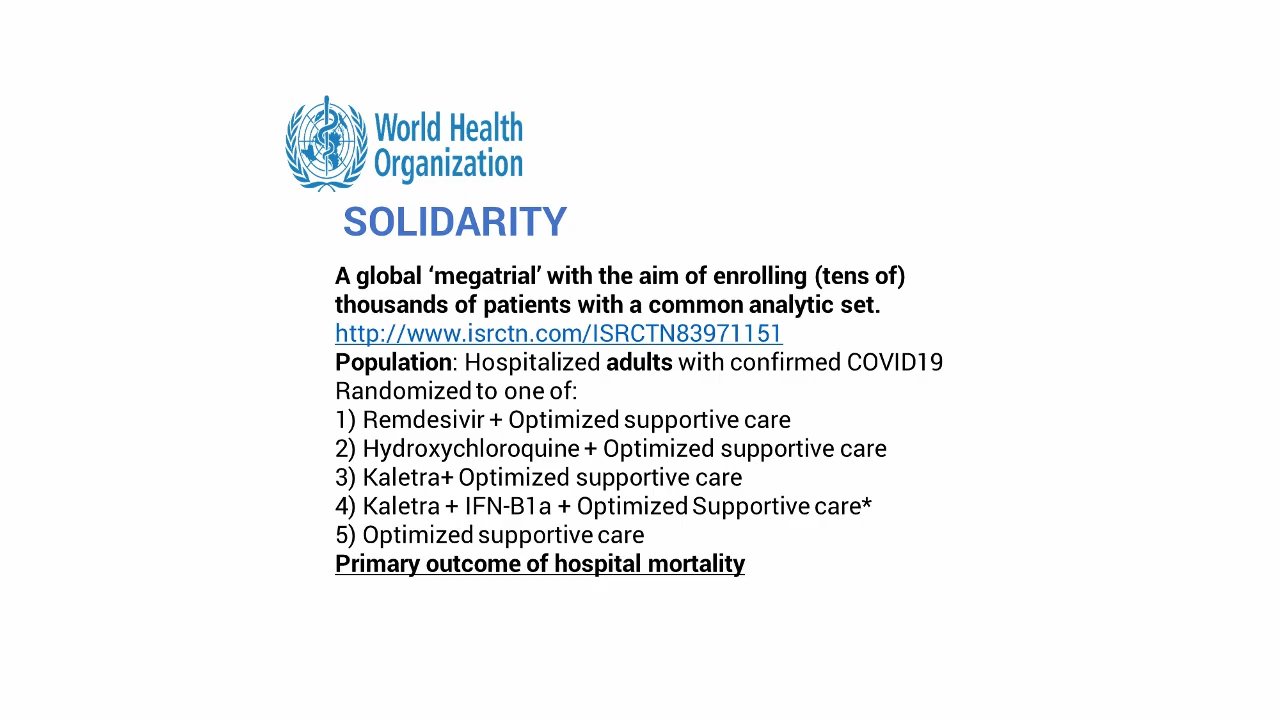 World Health
Organization
SOLIDARITY
A global ‘megatrial’ with the aim of enrolling (tens of)
thousands of patients with a common analytic set.
http://www.isrctn.com/ISRCTN83971151
Population: Hospitalized adults with confirmed COVID19
Randomized to one of:
1) Remdesivir + Optimized supportive care
2) Hydroxychloroquine + Optimized supportive care
3) Kaletra+ Optimized supportive care
4) Kaletra + IFN-B1a + Optimized Supportive care*
5) Optimized supportive care
Primary outcome of hospital mortality